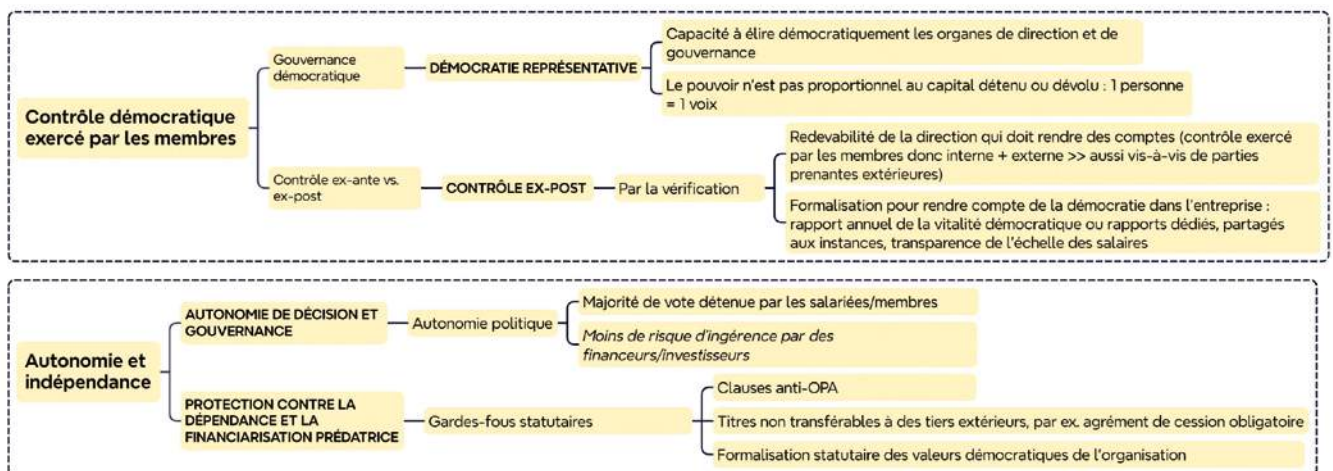 Contrôle démocratique
exercé par les membres
Gouvernance
démocratique
DÉMOCRATIE REPRÉSENTATIVE
Capacité à élire démocratiquement les organes de direction et de
gouvernance
Le pouvoir n'est pas proportionnel au capital détenu ou dévolu : 1 personne
= 1 voix
Contrôle ex-ante vs.
ex-post
CONTRÔLE EX-POST
Par la vérification
Redevabilité de la direction qui doit rendre des comptes (contrôle exercé
par les membres donc interne + externe >> aussi vis-à-vis de parties
prenantes extérieures)
Formalisation pour rendre compte de la démocratie dans l'entreprise :
rapport annuel de la vitalité démocratique ou rapports dédiés, partagés
aux instances, transparence de l'échelle des salaires
Autonomie et
indépendance
AUTONOMIE DE DÉCISION ET
GOUVERNANCE
Autonomie politique
Majorité de vote détenue par les salariées/membres
Moins de risque d'ingérence par des
financeurs/investisseurs
PROTECTION CONTRE LA
DÉPENDANCE ET LA
FINANCIARISATION PRÉDATRICE
Gardes-fous statutaires
Clauses anti-OPA
Titres non transférables à des tiers extérieurs, par ex. agrément de cession obligatoire
Formalisation statutaire des valeurs démocratiques de l'organisation